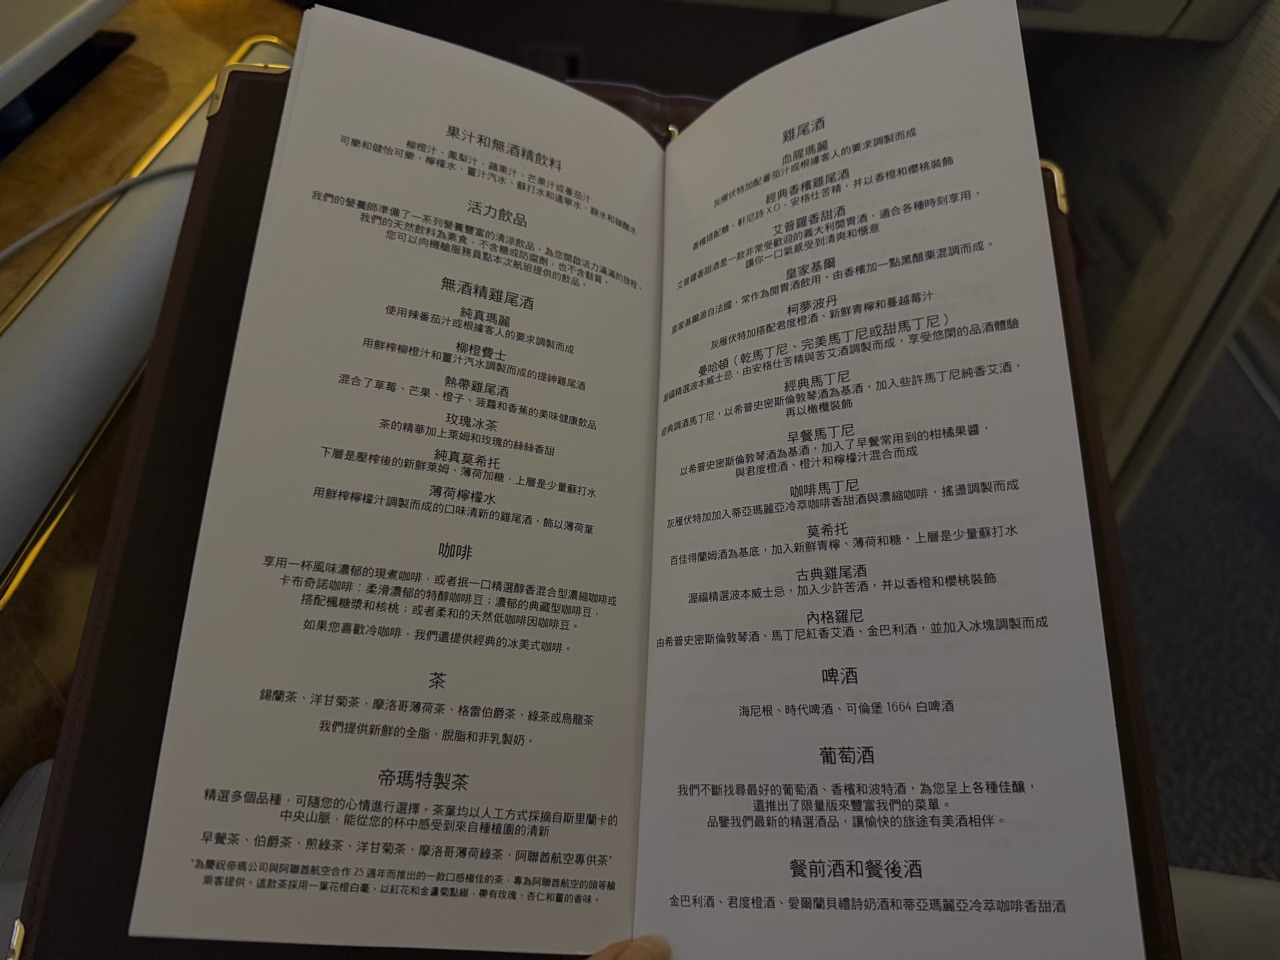 果汁和無酒精飲料
柳橙汁、鳳梨汁、蘋果汁、芒果汁或番茄汁
可樂和健怡可樂、檸檬水、薑汁汽水、蘇打水和通寧水、靜水和碳酸水
活力飲品
我們的營養師準備了一系列營養豐富的清涼飲品，為您開啟活力滿滿的旅程。
我們的天然飲料為素食，不含糖或防腐劑，也不含麩質。
您可以向機艙服務員點本次航班提供的飲品。
無酒精雞尾酒
純真瑪麗
使用辣番茄汁或根據客人的要求調製而成
柳橙費士
用鮮榨柳橙汁和薑汁汽水調製而成的提神雞尾酒
熱帶雞尾酒
混合了草莓、芒果、橙子、菠蘿和香蕉的美味健康飲品
玫瑰冰茶
茶的精華加上萊姆和玫瑰的絲絲香甜
純真莫希托
下層是壓榨後的新鮮萊姆、薄荷加糖，上層是少量蘇打水
薄荷檸檬水
用鮮榨檸檬汁調製而成的口味清新的雞尾酒，飾以薄荷葉
咖啡
享用一杯風味濃郁的現煮咖啡，或者抿一口精選醇香混合型濃縮咖啡或
卡布奇諾咖啡：柔滑濃郁的特醇咖啡豆；濃郁的典藏型咖啡豆，
搭配楓糖漿和核桃；或者柔和的天然低咖啡因咖啡豆。
如果您喜歡冷咖啡，我們還提供經典的冰美式咖啡。
茶
錫蘭茶、洋甘菊茶、摩洛哥薄荷茶、格雷伯爵茶、綠茶或烏龍茶
我們提供新鮮的全脂、脫脂和非乳製奶。
帝瑪特製茶
精選多個品種，可隨您的心情進行選擇。茶葉均以人工方式採摘自斯里蘭卡的
中央山脈，能從您的杯中感受到來自種植園的清新
早餐茶、伯爵茶、煎綠茶、洋甘菊茶、摩洛哥薄荷綠茶、阿聯酋航空專供茶*
*為慶祝帝瑪公司與阿聯酋航空合作 25 週年而推出的一款口感極佳的茶，專為阿聯酋航空的頭等艙
乘客提供。這款茶採用一葉花橙白毫，以紅花和金盞菊點綴，帶有玫瑰、杏仁和薑的香味。
雞尾酒
血腥瑪麗
灰雁伏特加配番茄汁或根據客人的要求調製而成
經典香檳雞尾酒
香檳搭配糖、軒尼詩 X.O、安格仕苦精，并以香橙和櫻桃裝飾
艾普羅香甜酒
艾普羅香甜酒是一款非常受歡迎的義大利開胃酒，適合各種時刻享用，
讓你一口氣感受到清爽和愜意
皇家基爾
皇家基爾源自法國，常作為開胃酒飲用，由香檳加一點黑醋栗混調而成。
柯夢波丹
灰雁伏特加搭配君度橙酒、新鮮青檸和蔓越莓汁
曼哈頓（乾馬丁尼、完美馬丁尼或甜馬丁尼）
渥福精選波本威士忌，由安格仕苦精與苦艾酒調製而成，享受悠閑的品酒體驗
經典馬丁尼
經典調酒馬丁尼，以希普史密斯倫敦琴酒為基酒，加入些許馬丁尼純香艾酒，
再以橄欖裝飾
早餐馬丁尼
以希普史密斯倫敦琴酒為基酒，加入了早餐常用到的柑橘果醬，
與君度橙酒、橙汁和檸檬汁混合而成
咖啡馬丁尼
灰雁伏特加加入蒂亞瑪麗亞冷萃咖啡香甜酒與濃縮咖啡，搖盪調製而成
莫希托
百佳得蘭姆酒為基底，加入新鮮青檸、薄荷和糖，上層是少量蘇打水
古典雞尾酒
渥福精選波本威士忌，加入少許苦酒，并以香橙和櫻桃裝飾
內格羅尼
由希普史密斯倫敦琴酒、馬丁尼紅香艾酒、金巴利酒，並加入冰塊調製而成
啤酒
海尼根、時代啤酒、可倫堡 1664 白啤酒
葡萄酒
我們不斷找尋最好的葡萄酒、香檳和波特酒，為您呈上各種佳釀，
還推出了限量版來豐富我們的菜單。
品鑒我們最新的精選酒品，讓愉快的旅途有美酒相伴。
餐前酒和餐後酒
金巴利酒、君度橙酒、愛爾蘭貝禮詩奶酒和蒂亞瑪麗亞冷萃咖啡香甜酒